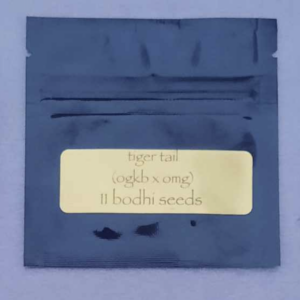 tiger tail
(ogkb x omg)
11 bodhi seeds